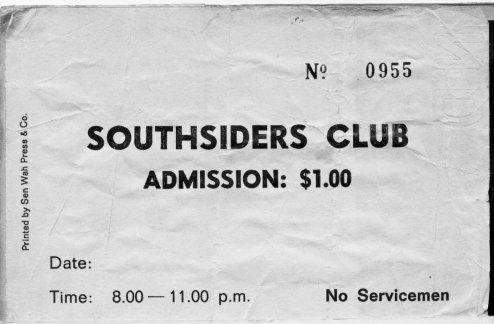 Nº 0955
SOUTHSIDERS CLUB
ADMISSION: $1.00
Printed by Sen Wah Press & Co.
Date:
Time: 8.00 — 11.00 p.m. No Servicemen